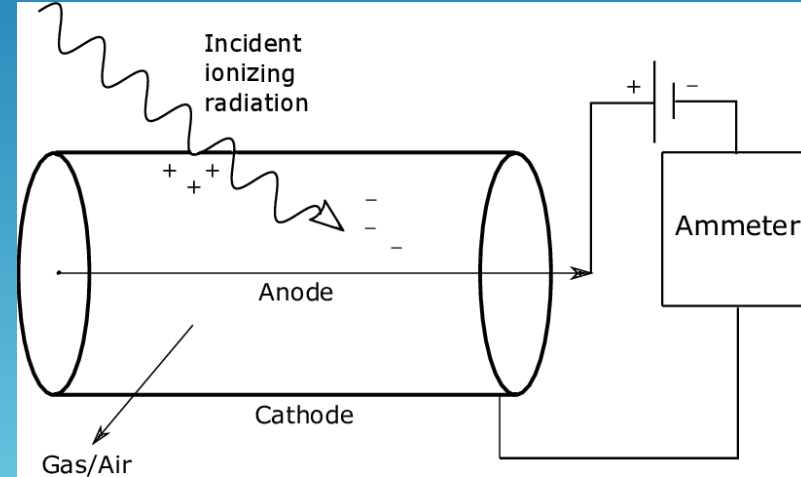 Incident
ionizing
radiation
+ −
+ + +
− − −
Ammeter
Anode
Cathode
Gas/Air